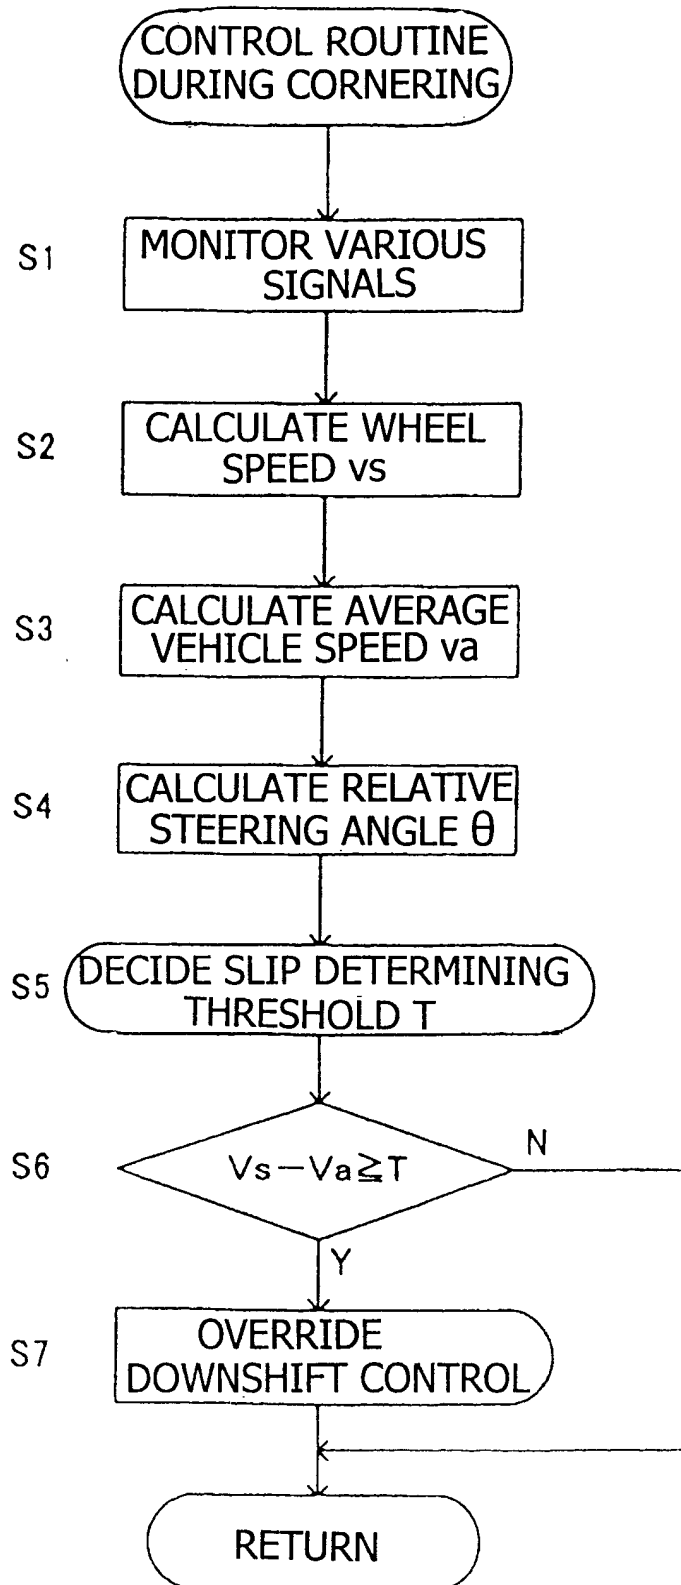 CONTROL ROUTINE
DURING CORNERING
S1
MONITOR VARIOUS
SIGNALS
S2
CALCULATE WHEEL
SPEED vs
S3
CALCULATE AVERAGE
VEHICLE SPEED va
S4
CALCULATE RELATIVE
STEERING ANGLE θ
S5
DECIDE SLIP DETERMINING
THRESHOLD T
S6
Vs-Va≧T
N
Y
S7
OVERRIDE
DOWNSHIFT CONTROL
RETURN